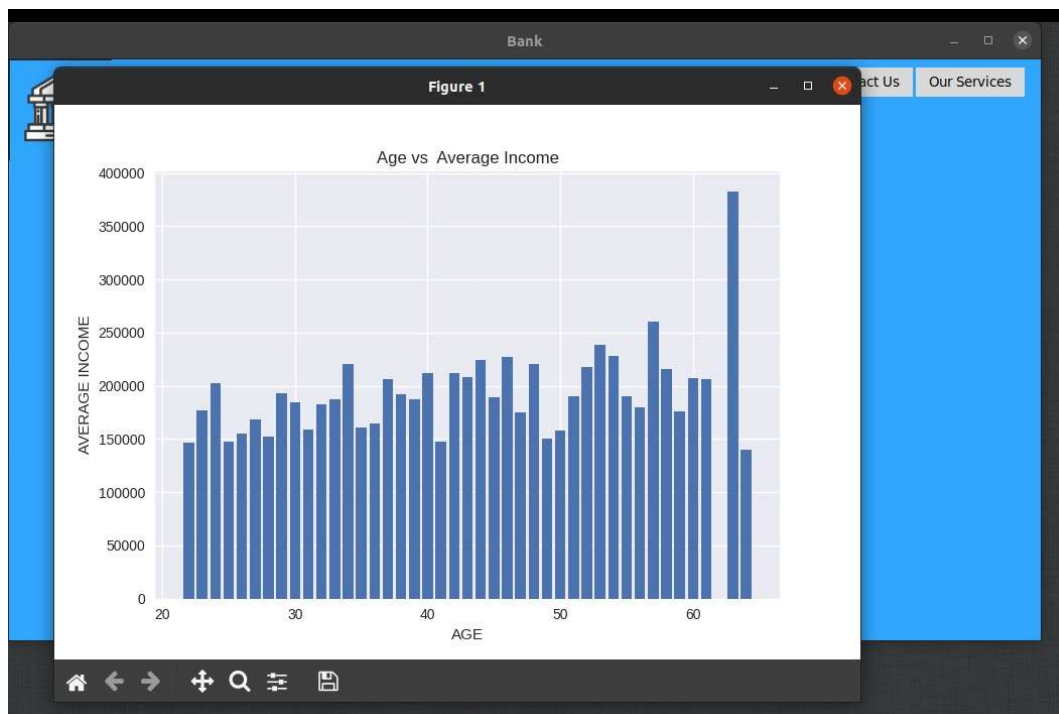 Bank
Figure 1
act Us
Our Services
Age vs  Average Income
400000
350000
300000
250000
200000
150000
100000
50000
0
AVERAGE INCOME
20 30 40 50 60
AGE